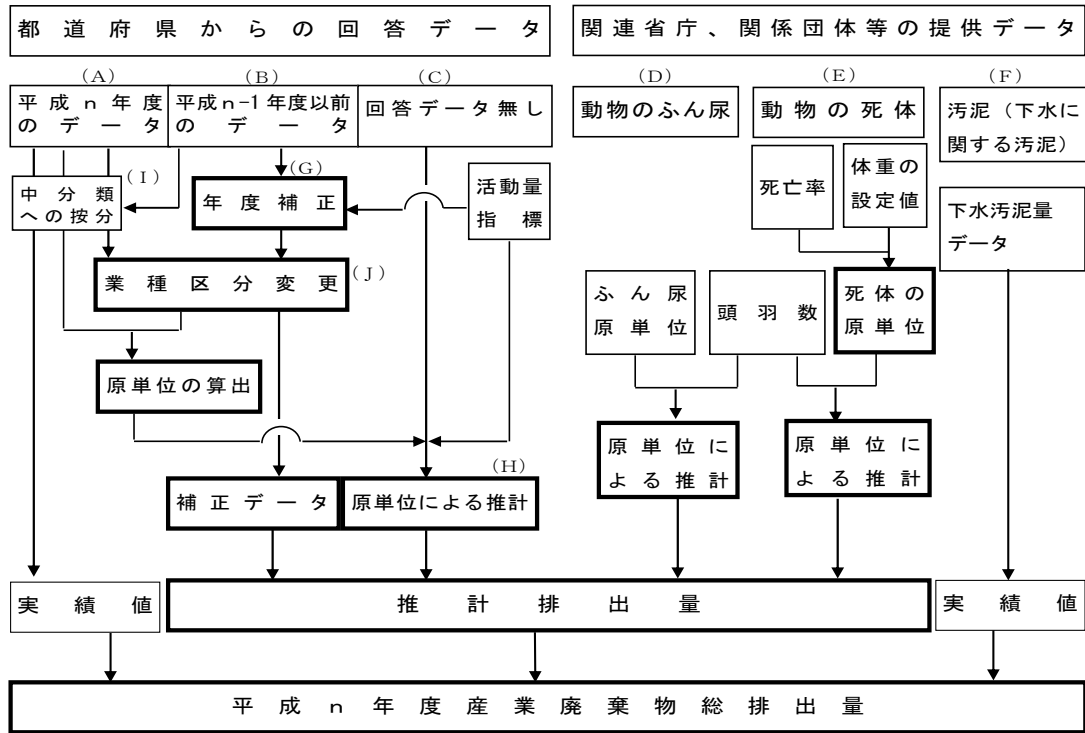 都道府県からの回答データ
関連省庁、関係団体等の提供データ
(A)
(B)
(C)
(D)
(E)
(F)
平成n年度
のデータ
平成n-1年度以前
のデータ
回答データ無し
動物のふん尿
動物の死体
汚泥（下水に
関する汚泥）
(I)
中分類
への按分
(G)
年度補正
活動量
指標
死亡率
体重の
設定値
下水汚泥量
データ
業種区分変更
(J)
ふん尿
原単位
頭羽数
死体の
原単位
原単位の算出
原単位に
よる推計
原単位に
よる推計
(H)
補正データ
原単位による推計
実績値
推計排出量
実績値
平成n年度産業廃棄物総排出量